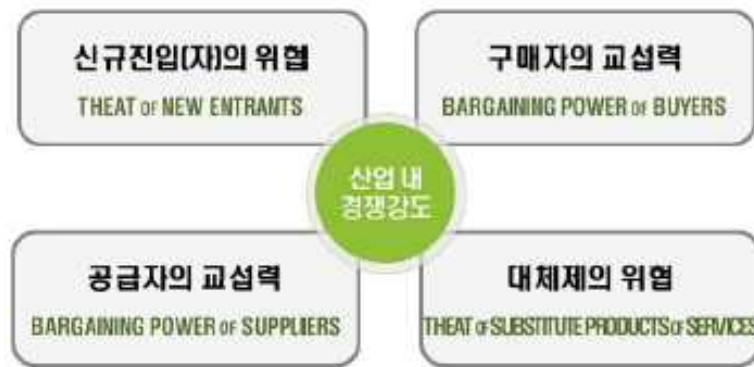 신규진입(자)의 위협
THEAT OF NEW ENTRANTS
구매자의 교섭력
BARGAINING POWER OF BUYERS
산업 내
경쟁강도
공급자의 교섭력
BARGAINING POWER OF SUPPLIERS
대체제의 위협
THEAT OF SUBSTITUTE PRODUCTS OF SERVICES